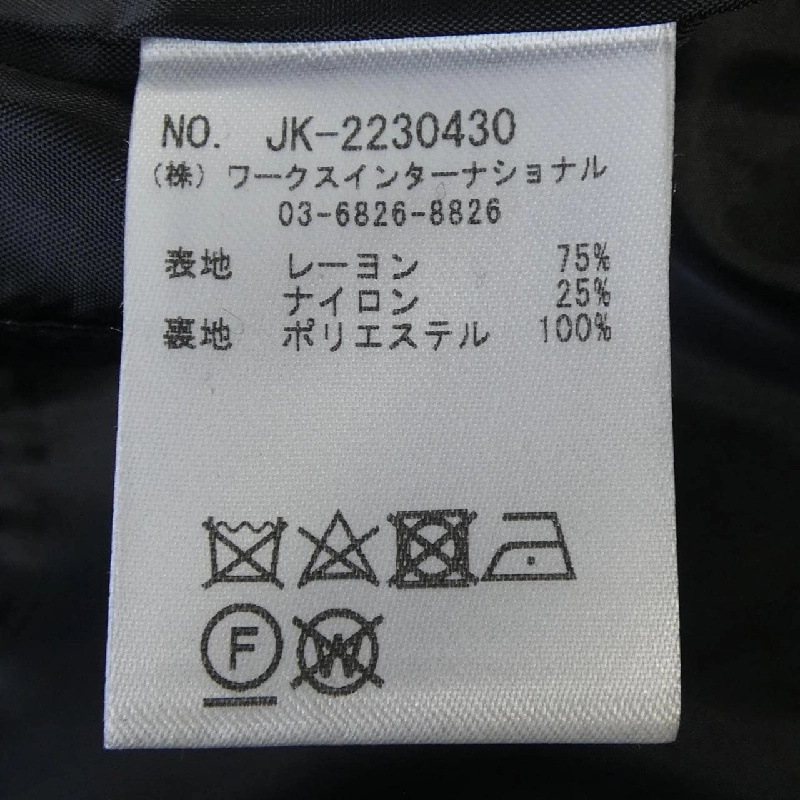 NO. JK-2230430
(株) ワークスインターナショナル
03-6826-8826
表地 レーヨン 75%
ナイロン 25%
裏地 ポリエステル 100%
F W